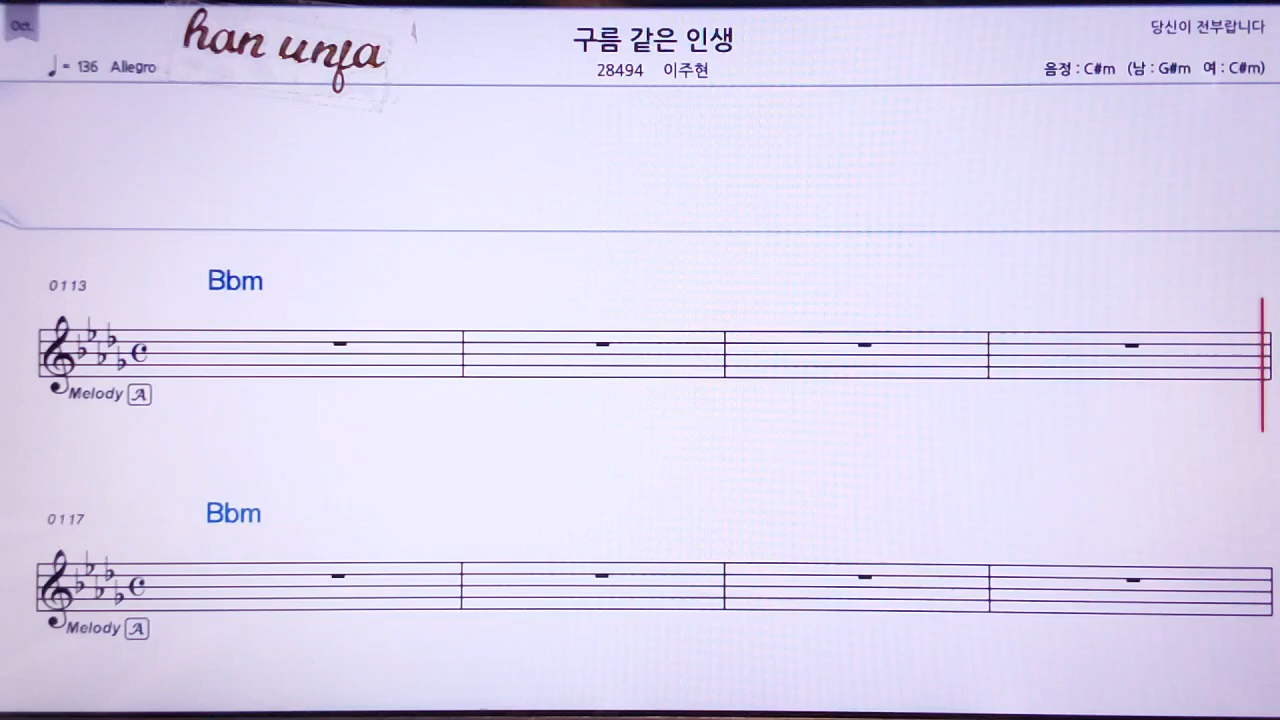 Oct.
han unfa
구름 같은 인생
당신이 전부랍니다
♩ = 136 Allegro
28494 이주현
음정 : C#m (남 : G#m 여 : C#m)
0113
Bbm
Melody A
0117
Bbm
Melody A